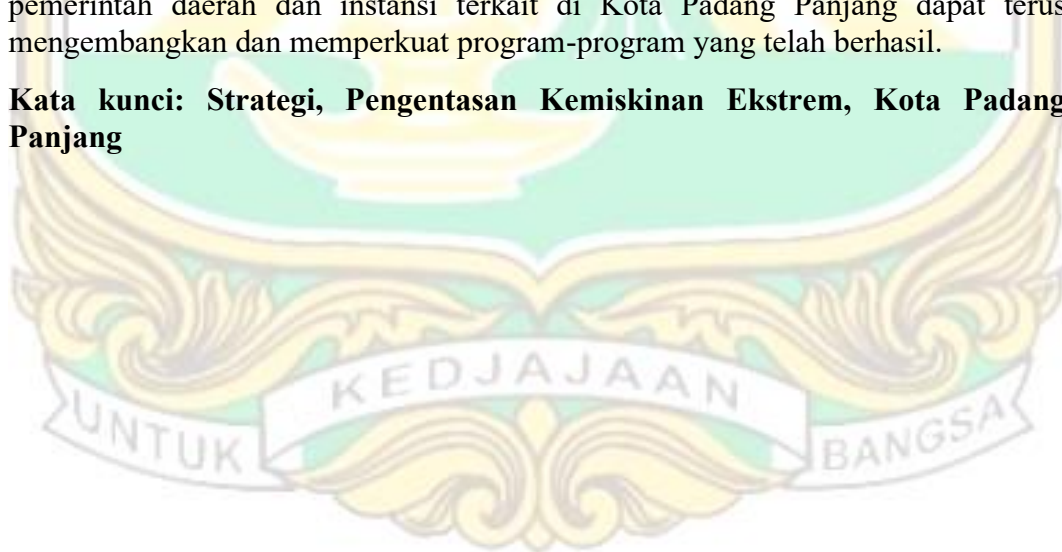 pemerintah daerah dan instansi terkait di Kota Padang Panjang dapat terus
mengembangkan dan memperkuat program-program yang telah berhasil.
Kata kunci: Strategi, Pengentasan Kemiskinan Ekstrem, Kota Padang
Panjang
UNTUK KEDJAJAAN BANGSA